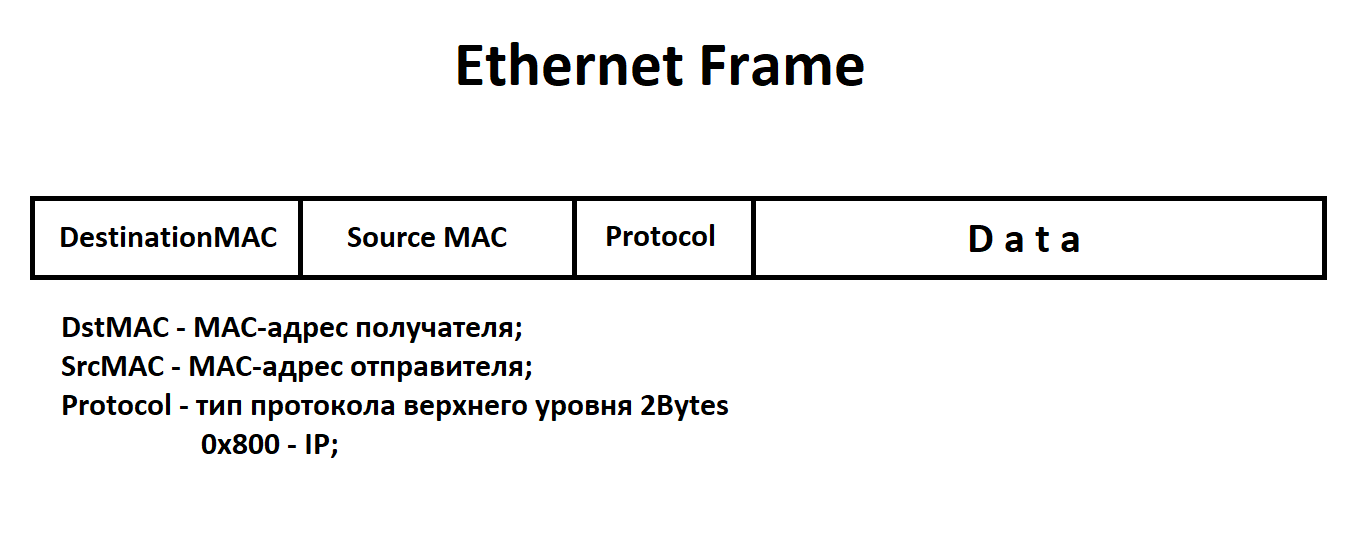 Ethernet Frame
DestinationMAC
Source MAC
Protocol
Data
DstMAC - MAC-адрес получателя;
SrcMAC - MAC-адрес отправителя;
Protocol - тип протокола верхнего уровня 2Bytes
0x800 - IP;